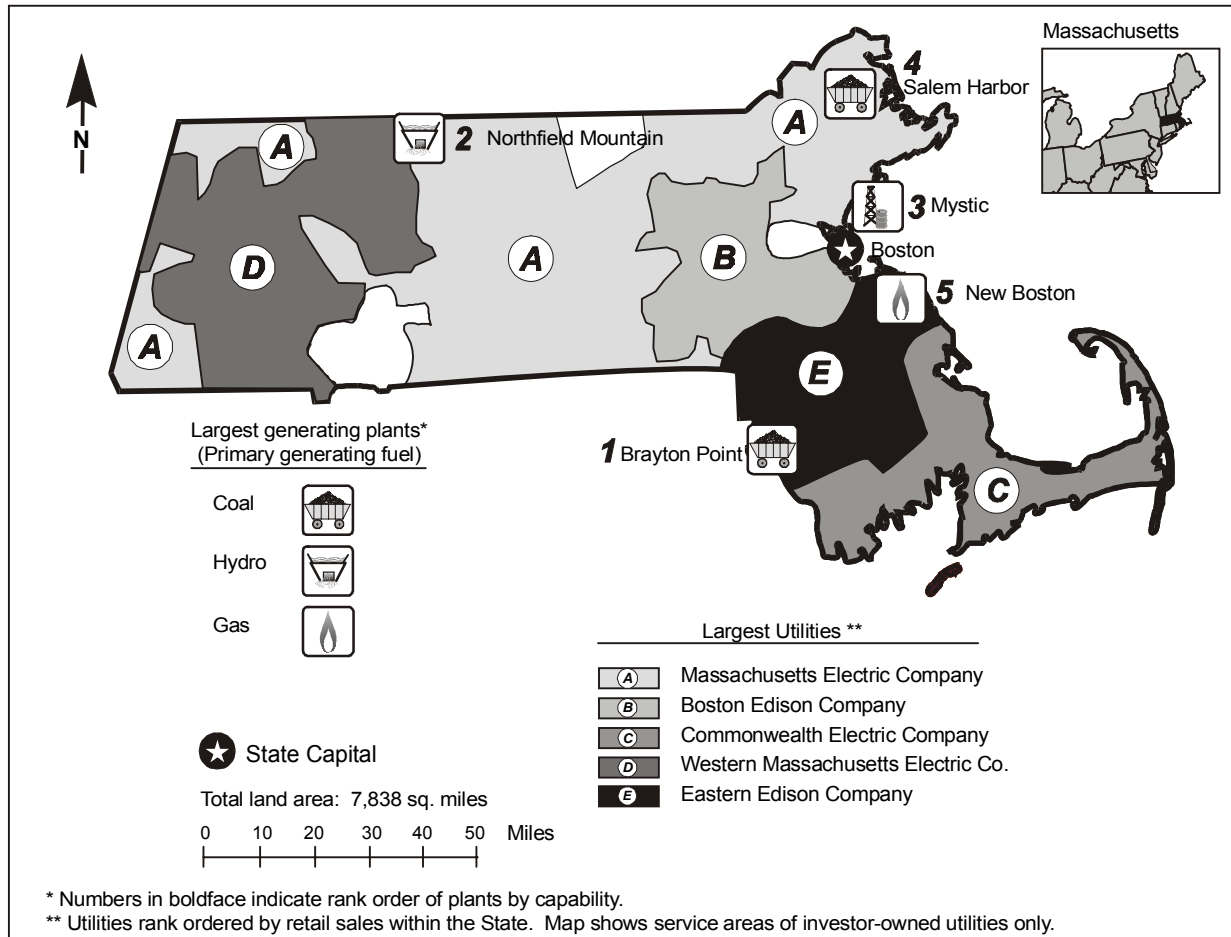 Massachusetts
N
4
Salem Harbor
A
A
2 Northfield Mountain
3 Mystic
Boston
D
A
B
5 New Boston
A
E
1 Brayton Point
C
Largest generating plants*
(Primary generating fuel)
Coal
Hydro
Gas
State Capital
Total land area: 7,838 sq. miles
0 10 20 30 40 50 Miles
Largest Utilities **
A Massachusetts Electric Company
B Boston Edison Company
C Commonwealth Electric Company
D Western Massachusetts Electric Co.
E Eastern Edison Company
* Numbers in boldface indicate rank order of plants by capability.
** Utilities rank ordered by retail sales within the State. Map shows service areas of investor-owned utilities only.